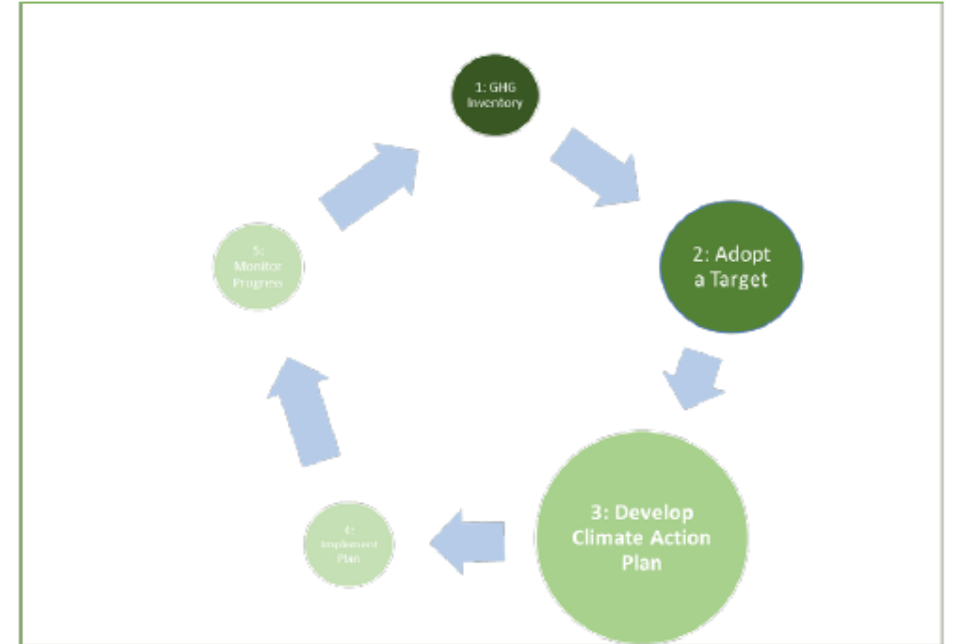 1: GHG
Inventory
2: Adopt
a Target
3: Develop
Climate Action
Plan
4:
Implement
Plan
5:
Monitor
Progress